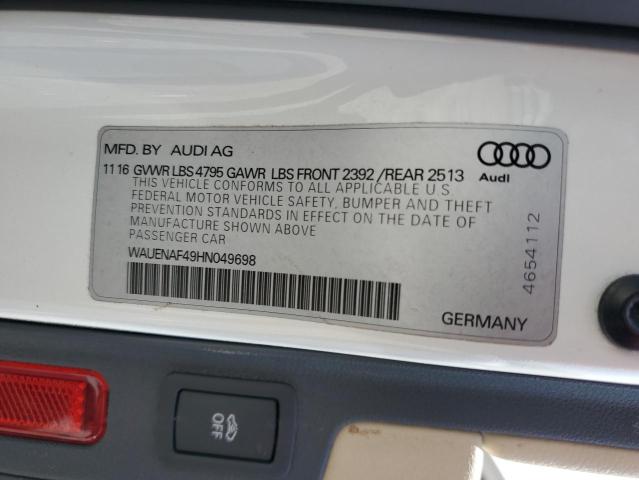 MFD. BY AUDI AG
11 16 GVWR LBS 4795 GAWR LBS FRONT 2392 / REAR 2513
THIS VEHICLE CONFORMS TO ALL APPLICABLE U S
FEDERAL MOTOR VEHICLE SAFETY, BUMPER AND THEFT
PREVENTION STANDARDS IN EFFECT ON THE DATE OF
MANUFACTURE SHOWN ABOVE
PASSENGER CAR
WAUENAF49HN049698
Audi
4654112
GERMANY
OFF